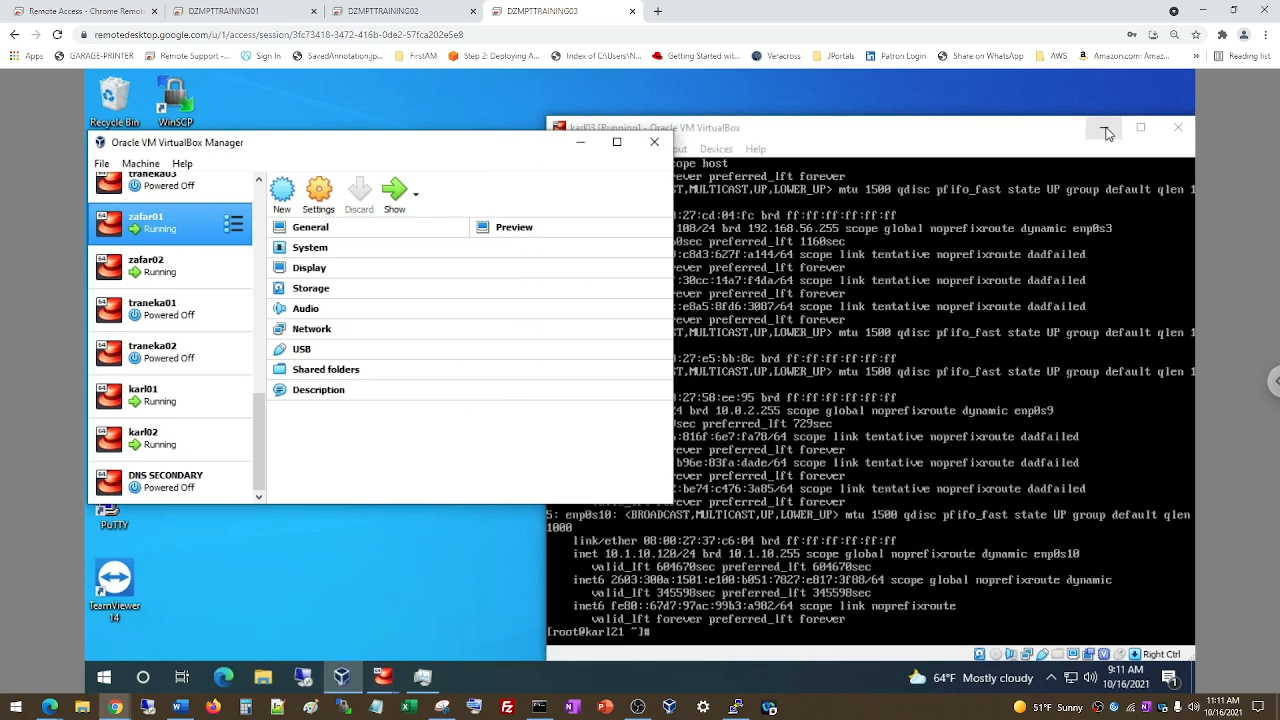 Remote Access - Chrome Remote
DZMPTTRAINING03
DZMPTTRAINING02
DZMPTTRAINING03
remotedesktop.google.com/u/1/access/session/3fc73418-3472-416b-0de2-57fca202e5e8
Apps
GARAGE-PRINTER
Remote Support:...
Sign In
SavedAnnotation.jp...
FirstAM
Step 2: Deploying A...
Index of CACHING/...
Veracross
JPortals
Patron Login
Share on WhatsApp
AWS
Amazon.com: Amaz...
»
Reading list
Recycle Bin
WinSCP
karl03 [Running] - Oracle VM VirtualBox
put Devices Help
Oracle VM VirtualBox Manager
File Machine Help
traneka03
Powered Off
zafar01
Running
zafar02
Running
traneka01
Powered Off
traneka02
Powered Off
karl01
Running
karl02
Running
DNS SECONDARY
Powered Off
New Settings Discard Show
General
Preview
System
Display
Storage
Audio
Network
USB
Shared folders
Description
cope host
ever preferred_lft forever
ST,MULTICAST,UP,LOWER_UP> mtu 1500 qdisc pfifo_fast state UP group default qlen 1
0:27:cd:04:fc brd ff:ff:ff:ff:ff:ff
108/24 brd 192.168.56.255 scope global noprefixroute dynamic enp0s3
0sec preferred_lft 1160sec
:c8d3:627f:a144/64 scope link tentative noprefixroute dadfailed
ever preferred_lft forever
:30cc:14a7:f4da/64 scope link tentative noprefixroute dadfailed
ever preferred_lft forever
:e8a5:8fd6:3087/64 scope link tentative noprefixroute dadfailed
ever preferred_lft forever
ST,MULTICAST,UP,LOWER_UP> mtu 1500 qdisc pfifo_fast state UP group default qlen 1
0:27:e5:bb:8c brd ff:ff:ff:ff:ff:ff
ST,MULTICAST,UP,LOWER_UP> mtu 1500 qdisc pfifo_fast state UP group default qlen 1
0:27:58:ee:95 brd ff:ff:ff:ff:ff:ff
24 brd 10.0.2.255 scope global noprefixroute dynamic enp0s9
sec preferred_lft 729sec
:816f:6e7:fa78/64 scope link tentative noprefixroute dadfailed
ever preferred_lft forever
:b96e:83fa:dade/64 scope link tentative noprefixroute dadfailed
ever preferred_lft forever
:be74:c476:3a85/64 scope link tentative noprefixroute dadfailed
valid_lft forever preferred_lft forever
5: enp0s10: <BROADCAST,MULTICAST,UP,LOWER_UP> mtu 1500 qdisc pfifo_fast state UP group default qlen
1000
link/ether 08:00:27:37:c6:04 brd ff:ff:ff:ff:ff:ff
inet 10.1.10.120/24 brd 10.1.10.255 scope global noprefixroute dynamic enp0s10
valid_lft 604670sec preferred_lft 604670sec
inet6 2603:300a:1501:e100:b051:7027:e817:3f88/64 scope global noprefixroute dynamic
valid_lft 345598sec preferred_lft 345598sec
inet6 fe80::67d7:97ac:99b3:a982/64 scope link noprefixroute
valid_lft forever preferred_lft forever
[root@karl21 ~]#
Right Ctrl
PuTTY
TeamViewer
14
64°F Mostly cloudy
9:11 AM
10/16/2021
11:11 AM